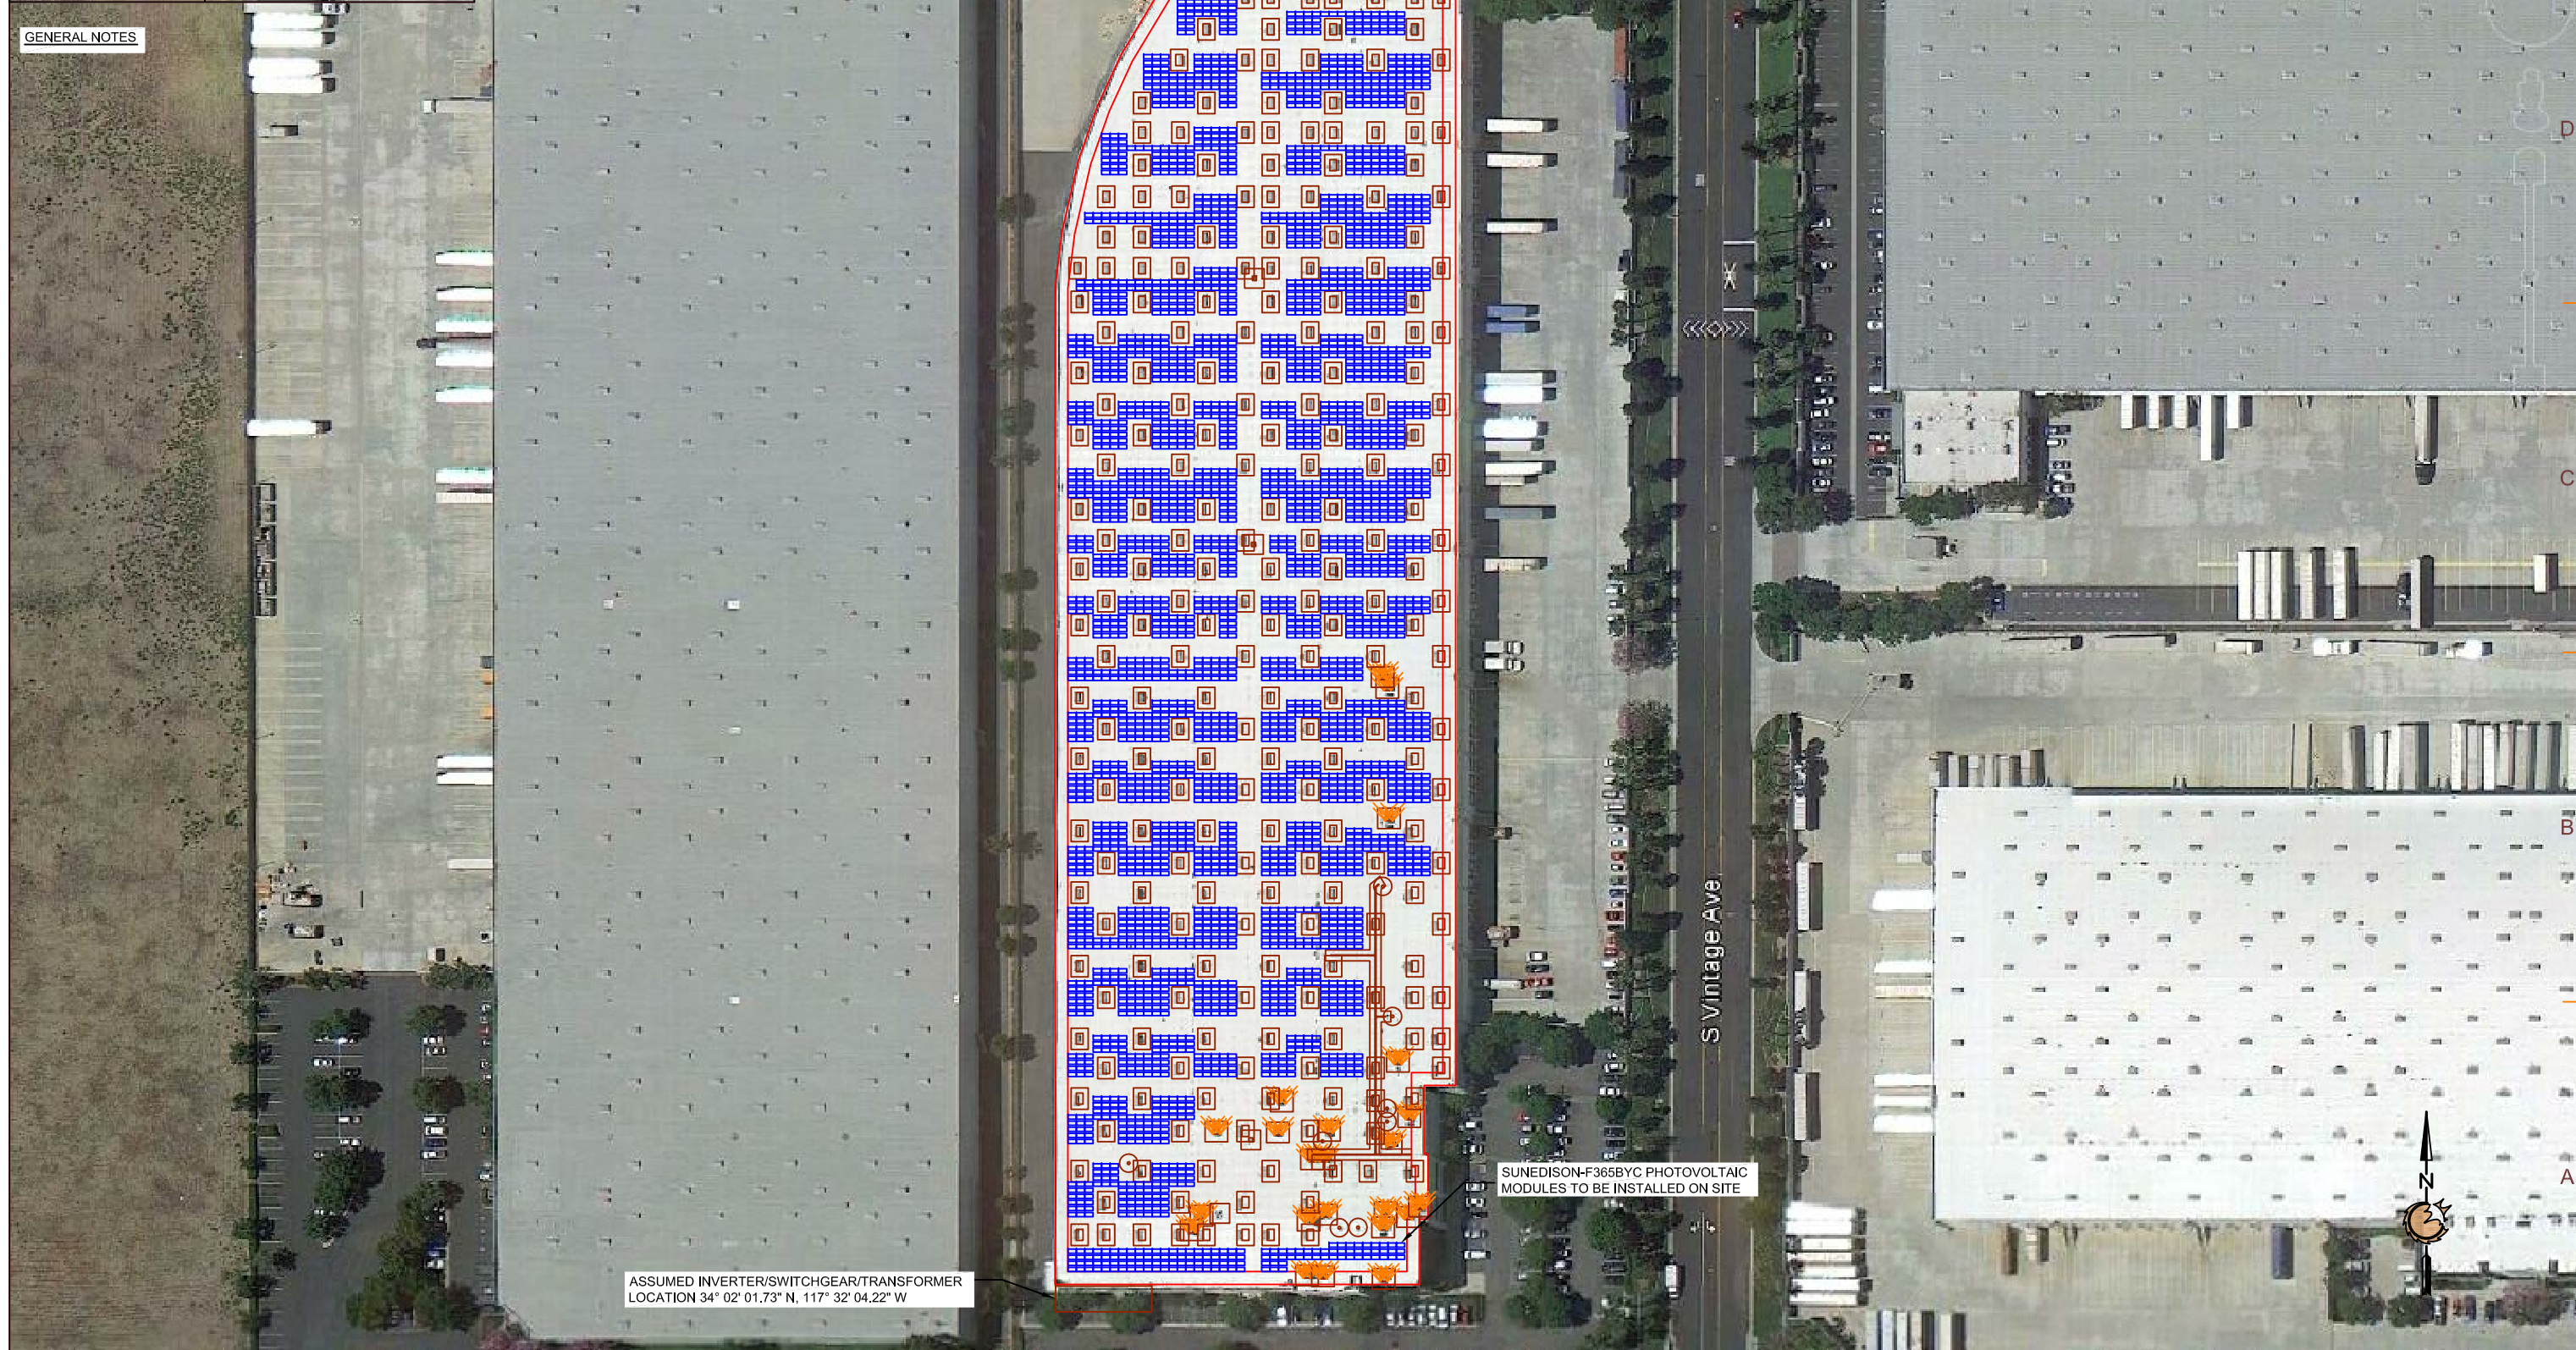 GENERAL NOTES
D
C
B
S Vintage Ave
SUNEDISON-F365BYC PHOTOVOLTAIC
MODULES TO BE INSTALLED ON SITE
A
N
ASSUMED INVERTER/SWITCHGEAR/TRANSFORMER
LOCATION 34° 02' 01.73" N, 117° 32' 04.22" W